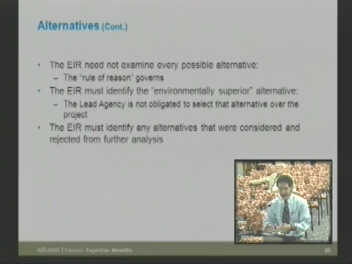 Alternatives (Cont.)
• The EIR need not examine every possible alternative:
– The "rule of reason" governs
• The EIR must identify the "environmentally superior" alternative:
– The Lead Agency is not obligated to select that alternative over the
project
• The EIR must identify any alternatives that were considered and
rejected from further analysis
Expertise. Results.